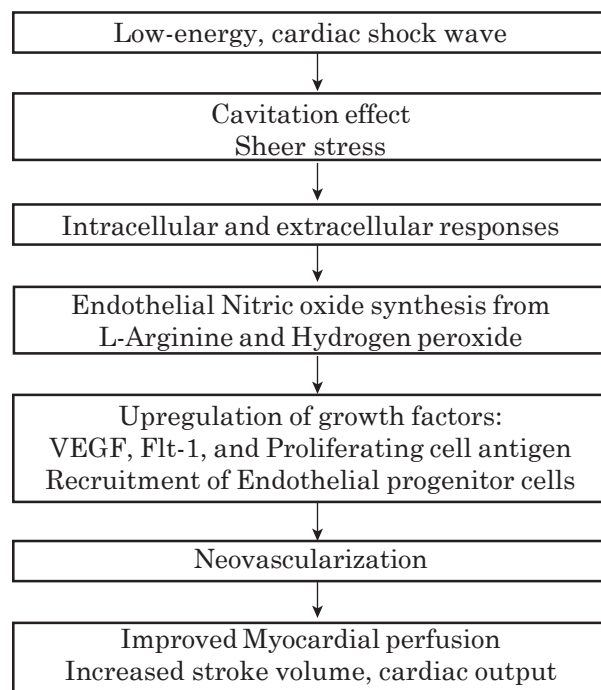 Low-energy, cardiac shock wave
Cavitation effect
Sheer stress
Intracellular and extracellular responses
Endothelial Nitric oxide synthesis from
L-Arginine and Hydrogen peroxide
Upregulation of growth factors:
VEGF, Flt-1, and Proliferating cell antigen
Recruitment of Endothelial progenitor cells
Neovascularization
Improved Myocardial perfusion
Increased stroke volume, cardiac output